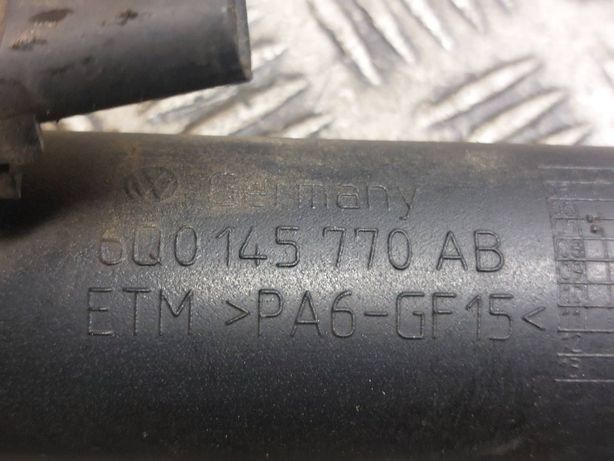 Germany
6Q0 145 770 AB
ETM >PA6-GF15<